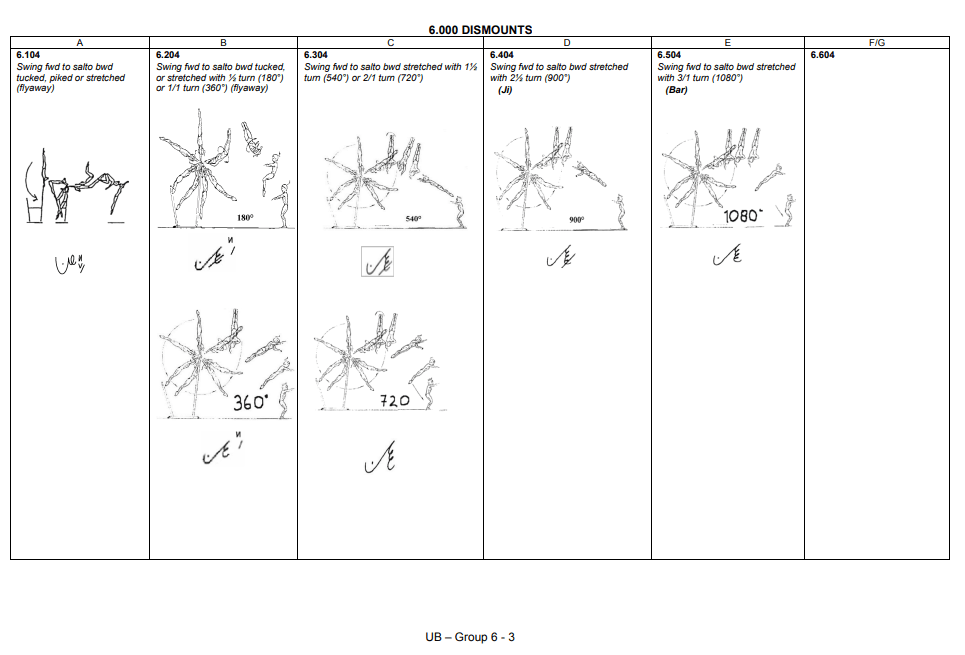 6.000 DISMOUNTS
A
B
C
D
E
F/G
6.104
Swing fwd to salto bwd
tucked, piked or stretched
(flyaway)
6.204
Swing fwd to salto bwd tucked,
or stretched with ½ turn (180°)
or 1/1 turn (360°) (flyaway)
6.304
Swing fwd to salto bwd stretched with 1½
turn (540°) or 2/1 turn (720°)
6.404
Swing fwd to salto bwd stretched
with 2½ turn (900°)
(Ji)
6.504
Swing fwd to salto bwd stretched
with 3/1 turn (1080°)
(Bar)
6.604
180°
540°
900°
1080°
360°
720
UB – Group 6 - 3